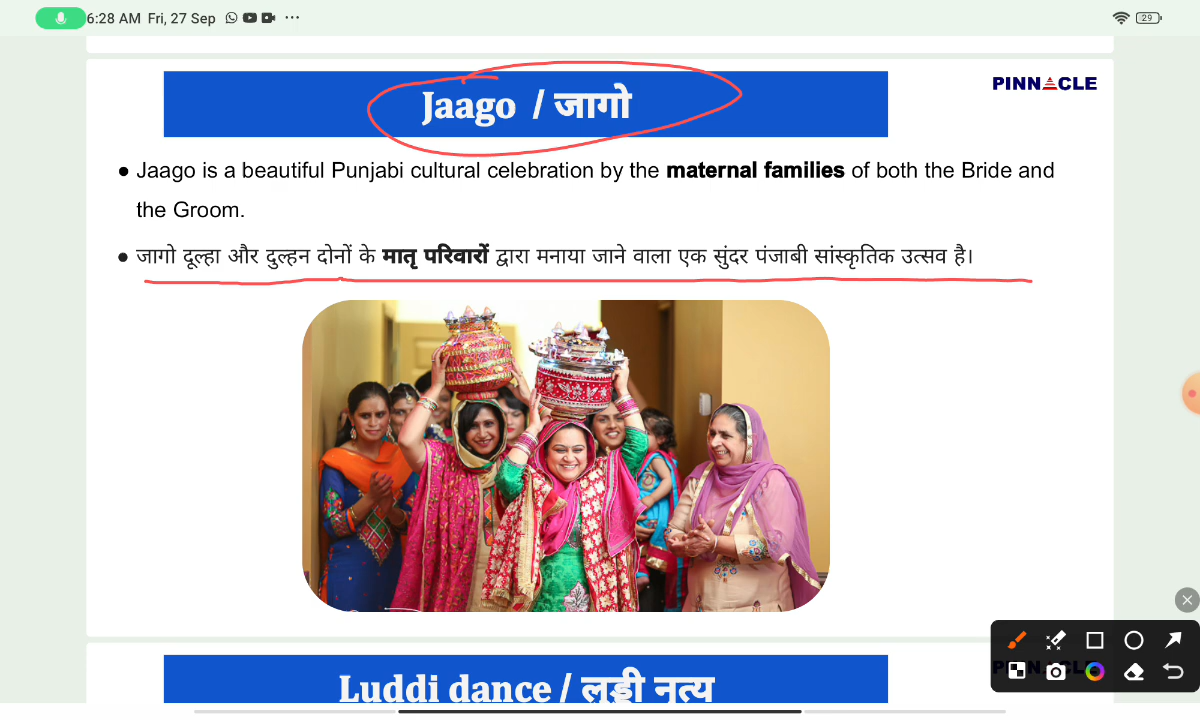 6:28 AM Fri, 27 Sep
29
Jaago / जागो
PINNACLE
• Jaago is a beautiful Punjabi cultural celebration by the maternal families of both the Bride and
the Groom.
• जागो दूल्हा और दुल्हन दोनों के मातृ परिवारों द्वारा मनाया जाने वाला एक सुंदर पंजाबी सांस्कृतिक उत्सव है।
Luddi dance / लुड्डी नृत्य